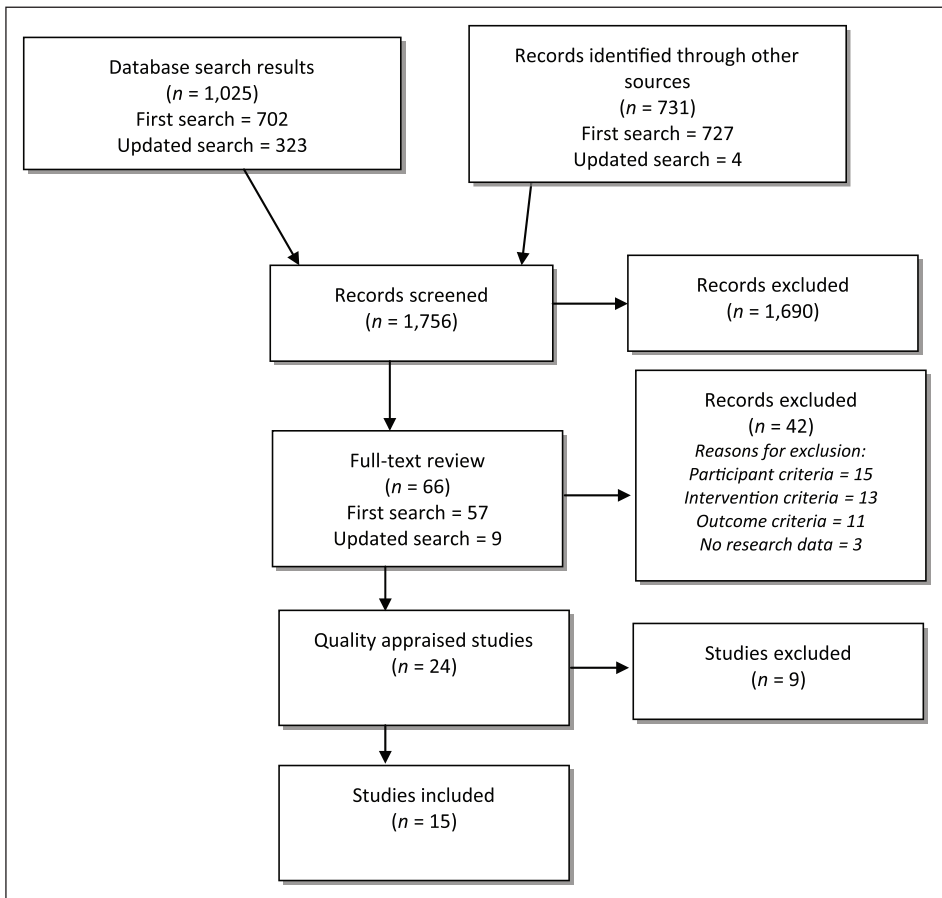 Database search results
(n = 1,025)
First search = 702
Updated search = 323
Records identified through other
sources
(n = 731)
First search = 727
Updated search = 4
Records screened
(n = 1,756)
Records excluded
(n = 1,690)
Full-text review
(n = 66)
First search = 57
Updated search = 9
Records excluded
(n = 42)
Reasons for exclusion:
Participant criteria = 15
Intervention criteria = 13
Outcome criteria = 11
No research data = 3
Quality appraised studies
(n = 24)
Studies excluded
(n = 9)
Studies included
(n = 15)